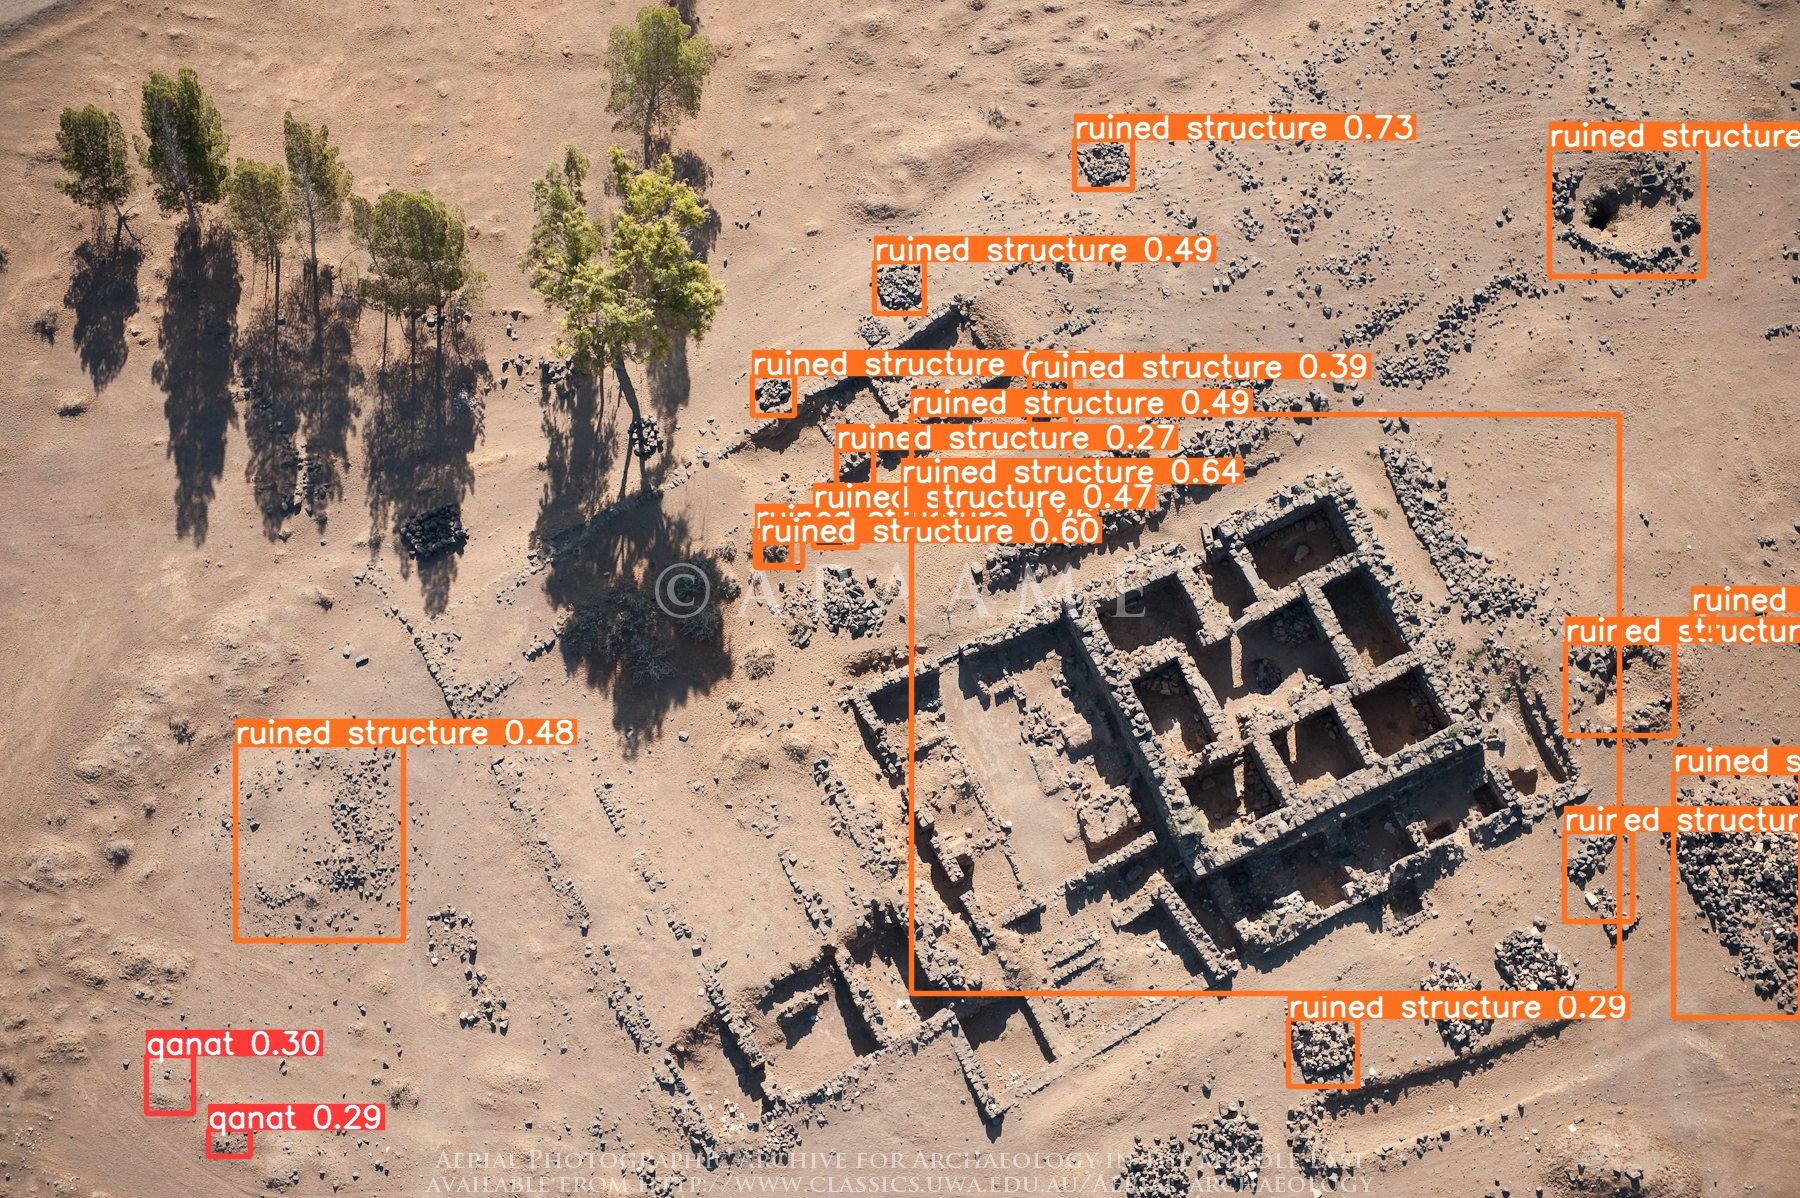 ruined structure 0.73
ruined structure
ruined structure 0.49
ruined structure
ruined structure 0.39
ruined structure 0.49
ruined structure 0.27
ruined structure 0.64
ruined structure 0.47
ruined structure 0.60
© APAAME
ruined
ruined structur
ruined structure 0.48
ruined s
ruined structur
ruined structure 0.29
qanat 0.30
qanat 0.29
Aerial Photographic Archive for Archaeology in the Middle East
available from http://www.classics.uwa.edu.au/aerial_archaeology